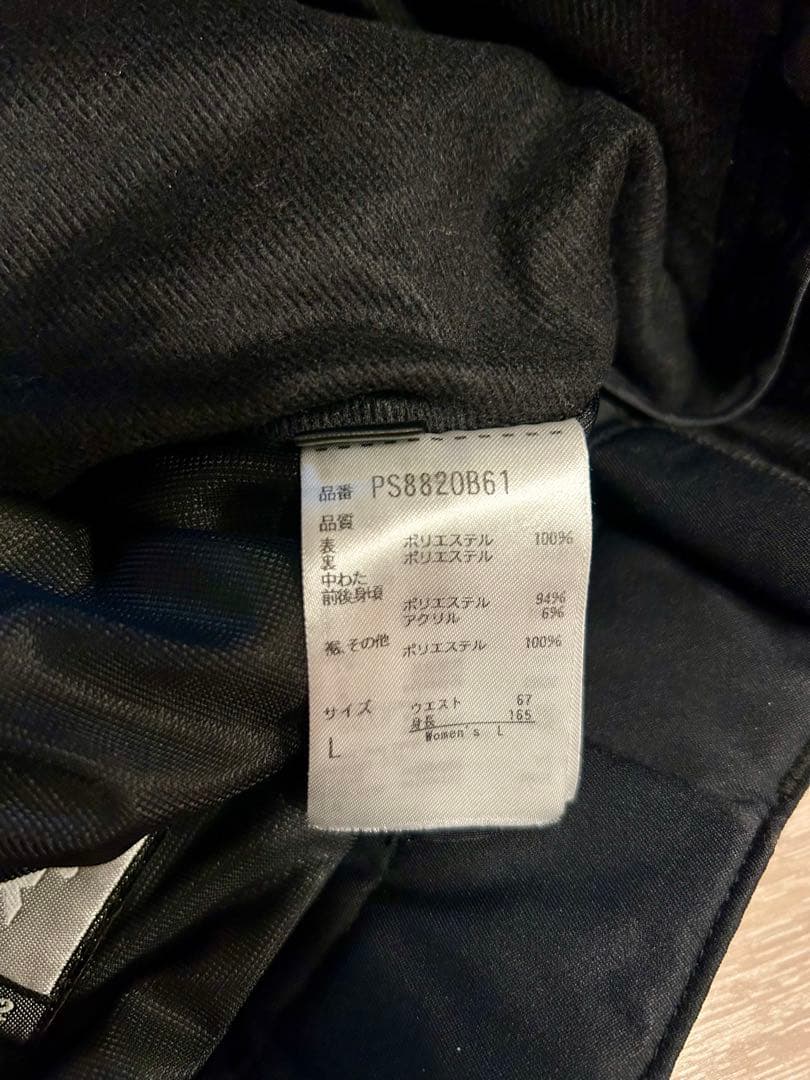 品番 PS8820B61
品質
表 ポリエステル 100%
裏 ポリエステル
中わた
前後身頃 ポリエステル 94%
アクリル 6%
裾、その他 ポリエステル 100%
サイズ ウエスト 67
身長 165
L Women's L